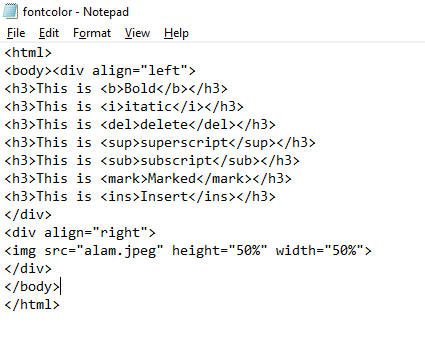 fontcolor - Notepad
File Edit Format View Help
<html>
<body><div align="left">
<h3>This is <b>Bold</b></h3>
<h3>This is <i>itatic</i></h3>
<h3>This is <del>delete</del></h3>
<h3>This is <sup>superscript</sup></h3>
<h3>This is <sub>subscript</sub></h3>
<h3>This is <mark>Marked</mark></h3>
<h3>This is <ins>Insert</ins></h3>
</div>
<div align="right">
<img src="alam.jpeg" height="50%" width="50%">
</div>
</body>
</html>